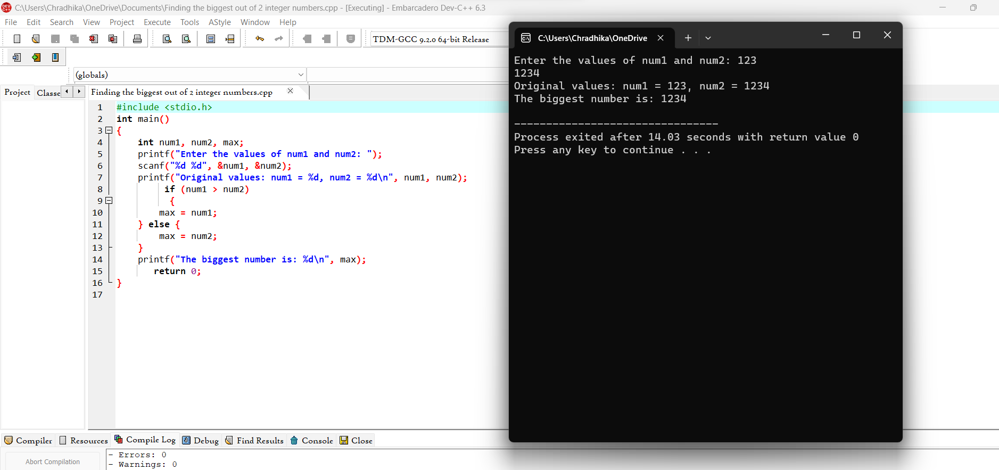 C:\Users\Chradhika\OneDrive\Documents\Finding the biggest out of 2 integer numbers.cpp - [Executing] - Embarcadero Dev-C++ 6.3
File Edit Search View Project Execute Tools AStyle Window Help
TDM-GCC 9.2.0 64-bit Release
(globals)
Project Classe
Finding the biggest out of 2 integer numbers.cpp
1 #include <stdio.h>
2 int main()
3 {
4 int num1, num2, max;
5 printf("Enter the values of num1 and num2: ");
6 scanf("%d %d", &num1, &num2);
7 printf("Original values: num1 = %d, num2 = %d\n", num1, num2);
8 if (num1 > num2)
9 {
10 max = num1;
11 } else {
12 max = num2;
13 }
14 printf("The biggest number is: %d\n", max);
15 return 0;
16 }
17
C:\Users\Chradhika\OneDrive
Enter the values of num1 and num2: 123
1234
Original values: num1 = 123, num2 = 1234
The biggest number is: 1234
--------------------------------
Process exited after 14.03 seconds with return value 0
Press any key to continue . . .
Compiler Resources Compile Log Debug Find Results Console Close
Abort Compilation
- Errors: 0
- Warnings: 0